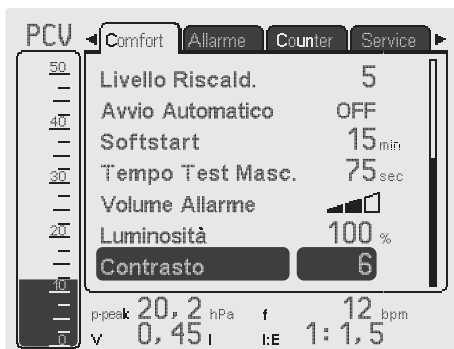 PCV
Comfort Allarme Counter Service
50
40
30
20
10
0
Livello Riscald. 5
Avvio Automatico OFF
Softstart 15 min
Tempo Test Masc. 75 sec
Volume Allarme
Luminosità 100 %
Contrasto 6
p-peak 20,2 hPa f 12 bpm
V 0,45 l I:E 1:1,5